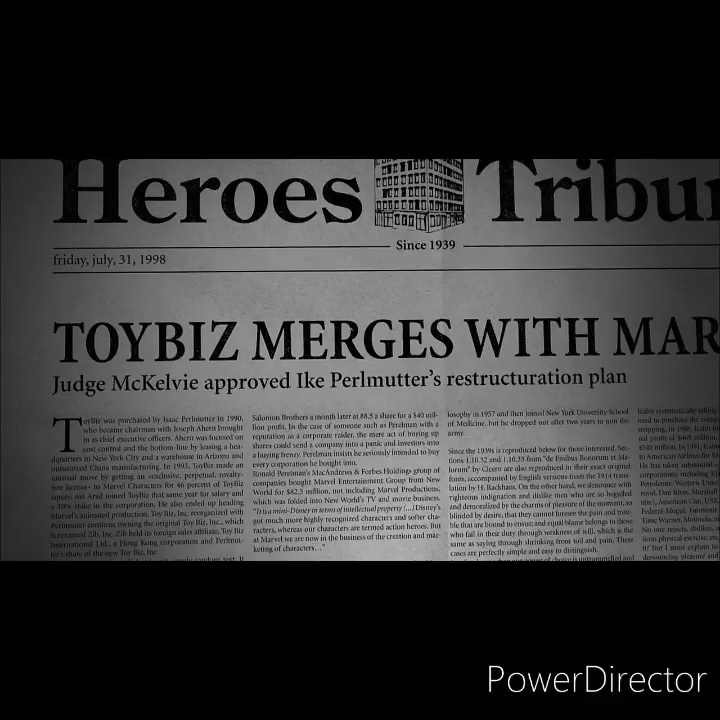 Heroes Tribu
Since 1939
friday, july, 31, 1998
TOYBIZ MERGES WITH MAR
Judge McKelvie approved Ike Perlmutter's restructuration plan
ToyBiz was purchased by Isaac Perlmutter in 1990,
who became chairman with Joseph Ahern brought
in as chief executive officers. Ahern was focused on
cost control and the bottom-line by leasing a hea-
dquarters in New York City and a warehouse in Arizona and
outsourced China manufacturing. In 1993, ToyBiz made an
unusual move by getting an «exclusive, perpetual, royalty-
free license» to Marvel Characters for 46 percent of ToyBiz
equity. Avi Arad joined ToyBiz that same year for salary and
a 10% stake in the corporation. He also ended up heading
Marvel's animated production. Toy Biz, Inc. reorganized with
Perlmutter continue owning the original Toy Biz, Inc., which
is renamed Zib, Inc. Zib held its foreign sales affiliate, Toy Biz
International Ltd., a Hong Kong corporation and Perlmut-
ter's share of the new Toy Biz, Inc
Salomon Brothers a month later at 88.5 a share for a $40 mil-
lion profit. In the case of someone such as Perelman with a
reputation as a corporate raider, the mere act of buying up
shares could send a company into a panic and investors into
a buying frenzy. Perelman insists he seriously intended to buy
every corporation he bought into.
Ronald Perelman's MacAndrews & Forbes Holdings group of
companies bought Marvel Entertainment Group from New
World for $82.5 million, not including Marvel Productions,
which was folded into New World's TV and movie business.
"It is a mini-Disney in terms of intellectual property (...) Disney's
got much more highly recognized characters and softer cha-
racters, whereas our characters are termed action heroes. But
at Marvel we are now in the business of the creation and mar-
keting of characters..."
losophy in 1957 and then joined New York University School
of Medicine, but he dropped out after two years to join the
army.
Since the 1939 is reproduced below for those interested. Sec-
tions 1.10.32 and 1.10.33 from "de Finibus Bonorum et Ma-
lorum" by Cicero are also reproduced in their exact original
form, accompanied by English versions from the 1914 trans-
lation by H. Rackham. On the other hand, we denounce with
righteous indignation and dislike men who are so beguiled
and demoralized by the charms of pleasure of the moment, so
blinded by desire, that they cannot foresee the pain and trou-
ble that are bound to ensue; and equal blame belongs to those
who fail in their duty through weakness of will, which is the
same as saying through shrinking from toil and pain. These
cases are perfectly simple and easy to distinguish.
of choice is untrammelled and
PowerDirector